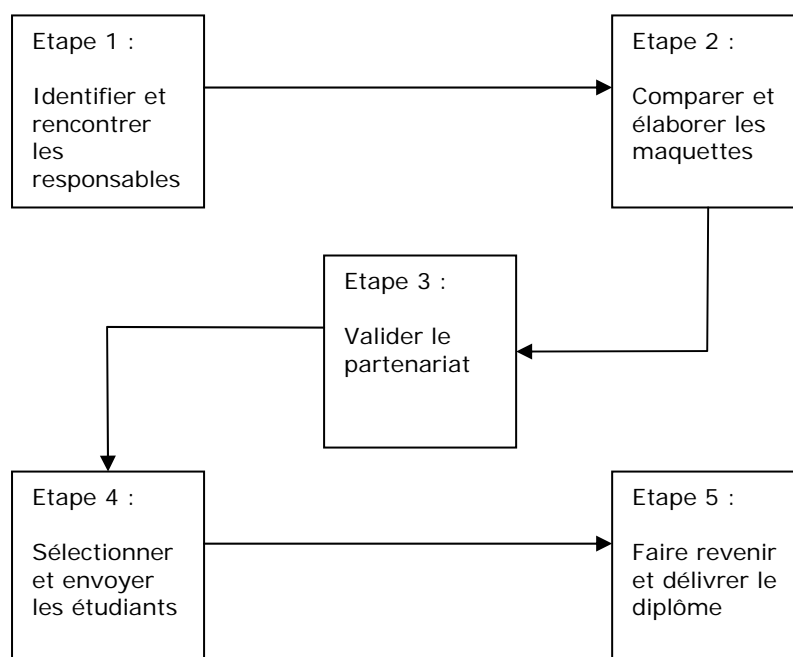 Etape 1 :
Identifier et
rencontrer
les
responsables
Etape 2 :
Comparer et
élaborer les
maquettes
Etape 3 :
Valider le
partenariat
Etape 4 :
Sélectionner
et envoyer
les étudiants
Etape 5 :
Faire revenir
et délivrer le
diplôme